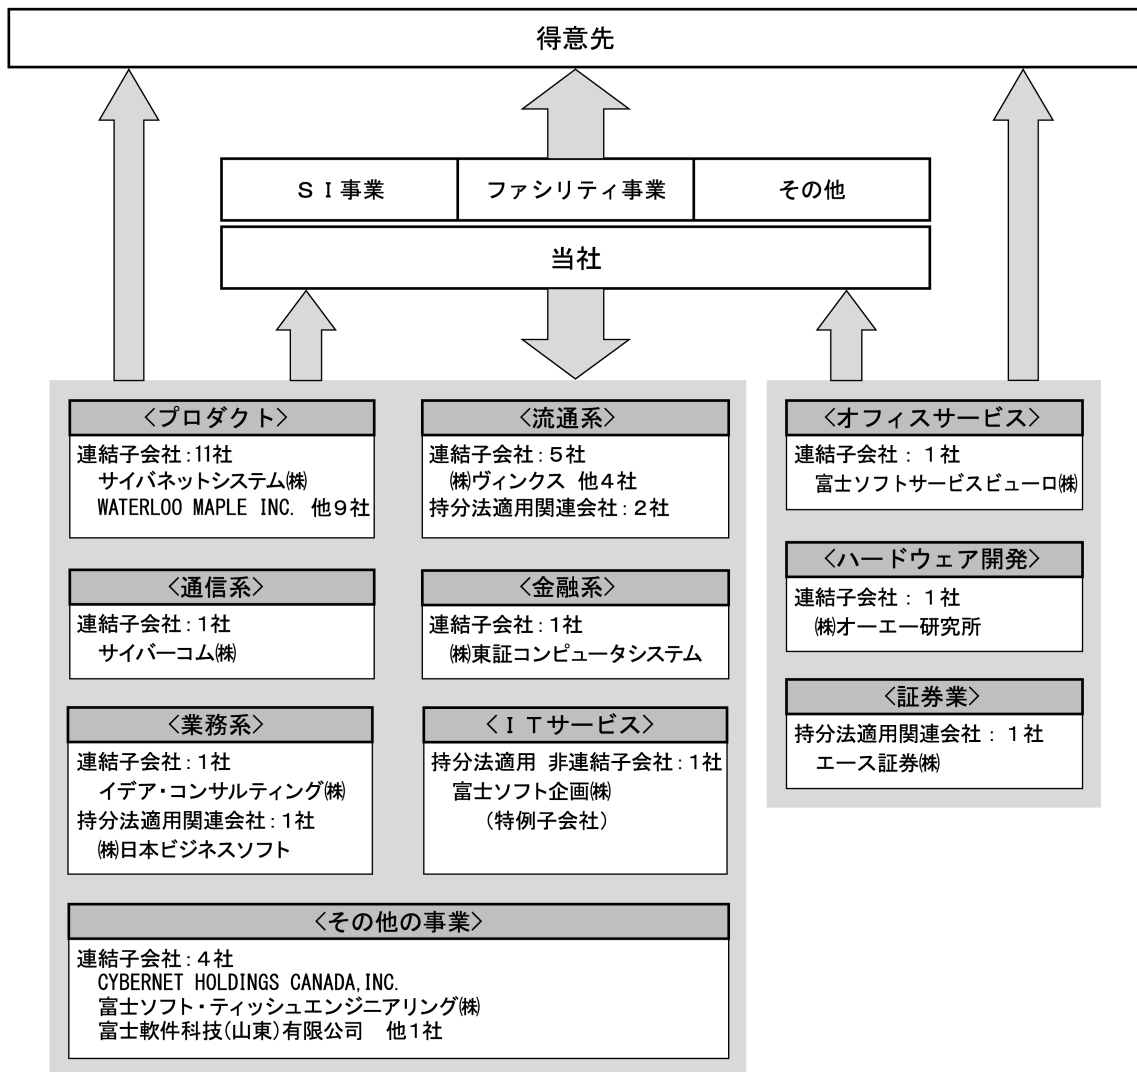 得意先
ＳＩ事業
ファシリティ事業
その他
当社
<プロダクト>
連結子会社：11社
サイバネットシステム㈱
WATERLOO MAPLE INC. 他９社
<流通系>
連結子会社：５社
㈱ヴィンクス 他４社
持分法適用関連会社：２社
<通信系>
連結子会社：１社
サイバーコム㈱
<金融系>
連結子会社：１社
㈱東証コンピュータシステム
<業務系>
連結子会社：１社
イデア・コンサルティング㈱
持分法適用関連会社：１社
㈱日本ビジネスソフト
<ＩＴサービス>
持分法適用 非連結子会社：１社
富士ソフト企画㈱
（特例子会社）
<その他の事業>
連結子会社：４社
CYBERNET HOLDINGS CANADA,INC.
富士ソフト・ティッシュエンジニアリング㈱
富士軟件科技(山東)有限公司 他１社
<オフィスサービス>
連結子会社：１社
富士ソフトサービスビューロ㈱
<ハードウェア開発>
連結子会社：１社
㈱オーエー研究所
<証券業>
持分法適用関連会社：１社
エース証券㈱